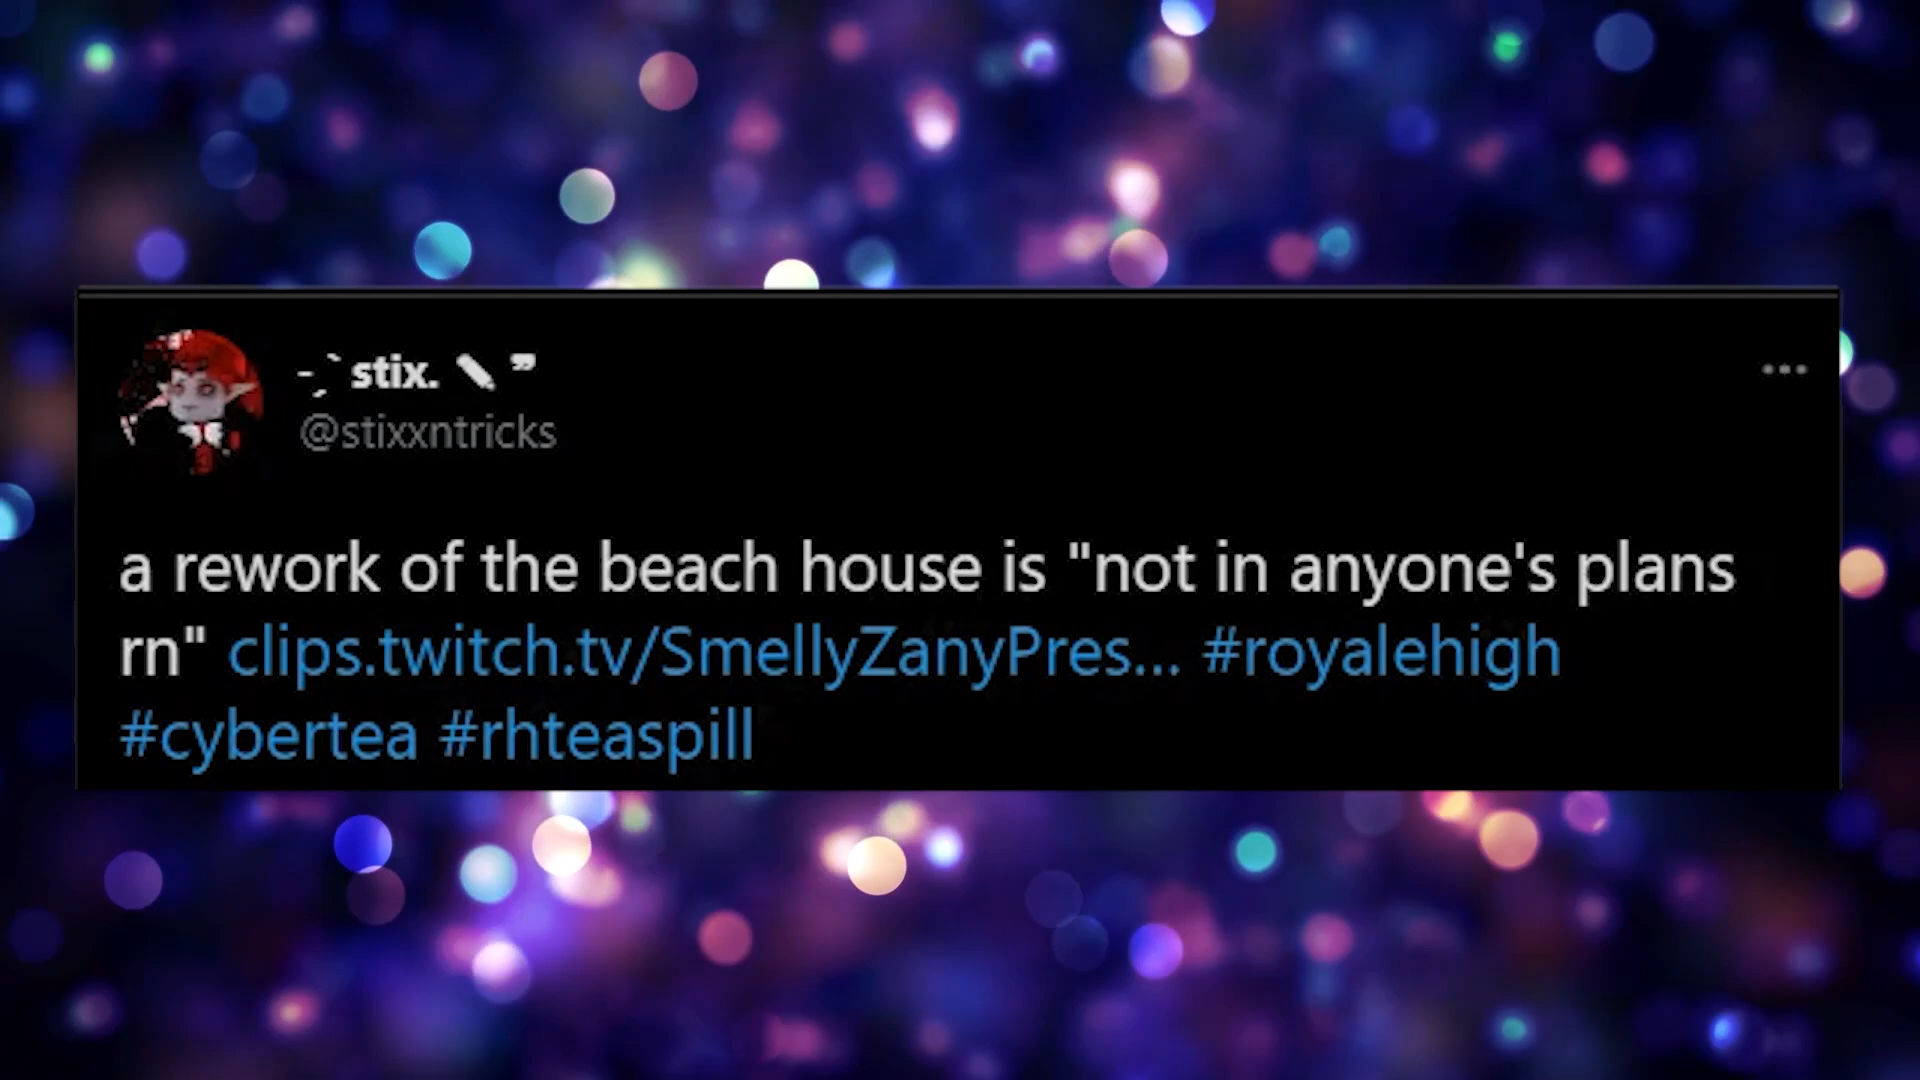 -ˏˋ stix. ✎ ˮ
@stixxntricks
a rework of the beach house is "not in anyone's plans
rn" clips.twitch.tv/SmellyZanyPres... #royalehigh
#cybertea #rhteaspill